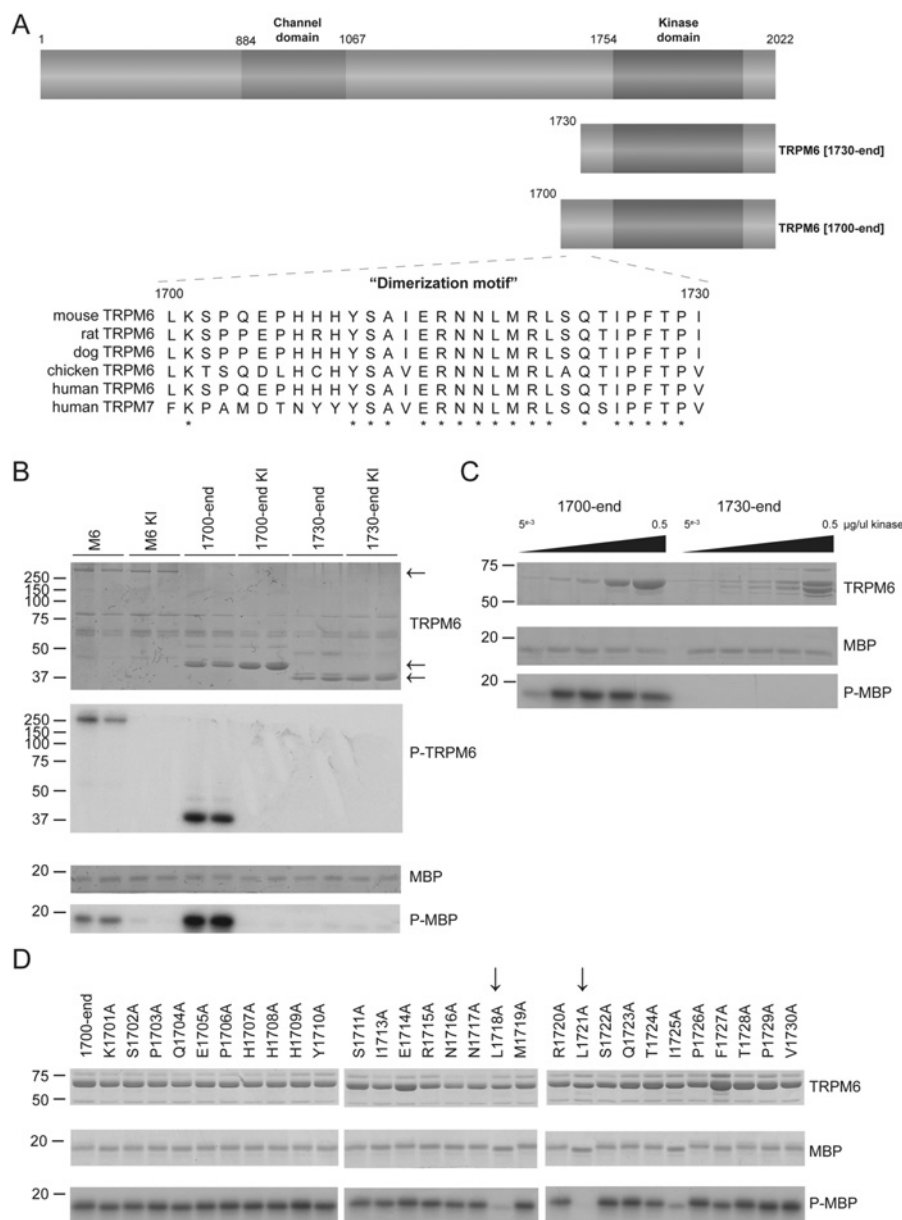 A
Channel domain
Kinase domain
1 884 1067 1754 2022
1730
TRPM6 [1730-end]
1700
TRPM6 [1700-end]
"Dimerization motif"
1700 1730
mouse TRPM6 L K S P Q E P H H H Y S A I E R N N L M R L S Q T I P F T P I
rat TRPM6 L K S P P E P H R H Y S A I E R N N L M R L S Q T I P F T P I
dog TRPM6 L K S P P E P H H H Y S A I E R N N L M R L S Q T I P F T P I
chicken TRPM6 L K T S Q D L H C H Y S A V E R N N L M R L A Q T I P F T P V
human TRPM6 L K S P Q E P H H H Y S A I E R N N L M R L S Q T I P F T P V
human TRPM7 F K P A M D T N Y Y Y S A V E R N N L M R L S Q S I P F T P V
* * * * * * * * * * * * * * * *
B
M6 M6 KI 1700-end 1700-end KI 1730-end 1730-end KI
250
150
100
75
50
37
TRPM6
250
150
100
75
50
37
P-TRPM6
20
MBP
20
P-MBP
C
1700-end 1730-end
5e-3 0.5 5e-3 0.5 µg/ul kinase
75
50
TRPM6
20
MBP
20
P-MBP
D
1700-end K1701A S1702A P1703A Q1704A E1705A P1706A H1707A H1708A H1709A Y1710A S1711A I1713A E1714A R1715A N1716A N1717A L1718A M1719A R1720A L1721A S1722A Q1723A T1724A I1725A P1726A F1727A T1728A P1729A V1730A
75
50
TRPM6
20
MBP
20
P-MBP